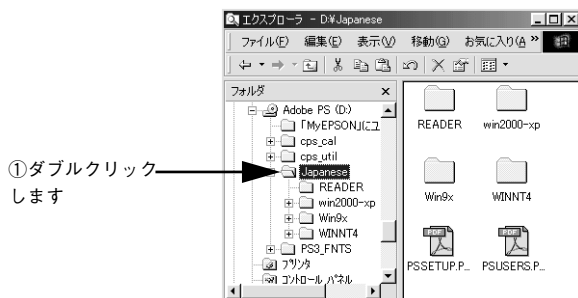 エクスプローラ - D:¥Japanese
ファイル(F) 編集(E) 表示(V) 移動(G) お気に入り(A »
フォルダ ×
Adobe PS (D:)
「MyEPSON」にユ
cps_cal
cps_util
Japanese
READER
win2000-xp
Win9x
WINNT4
PS3_FNTS
プリンタ
コントロール パネル
READER win2000-xp
Win9x WINNT4
PDF PDF
PSSETUP.P... PSUSERS.P...
①ダブルクリック
します